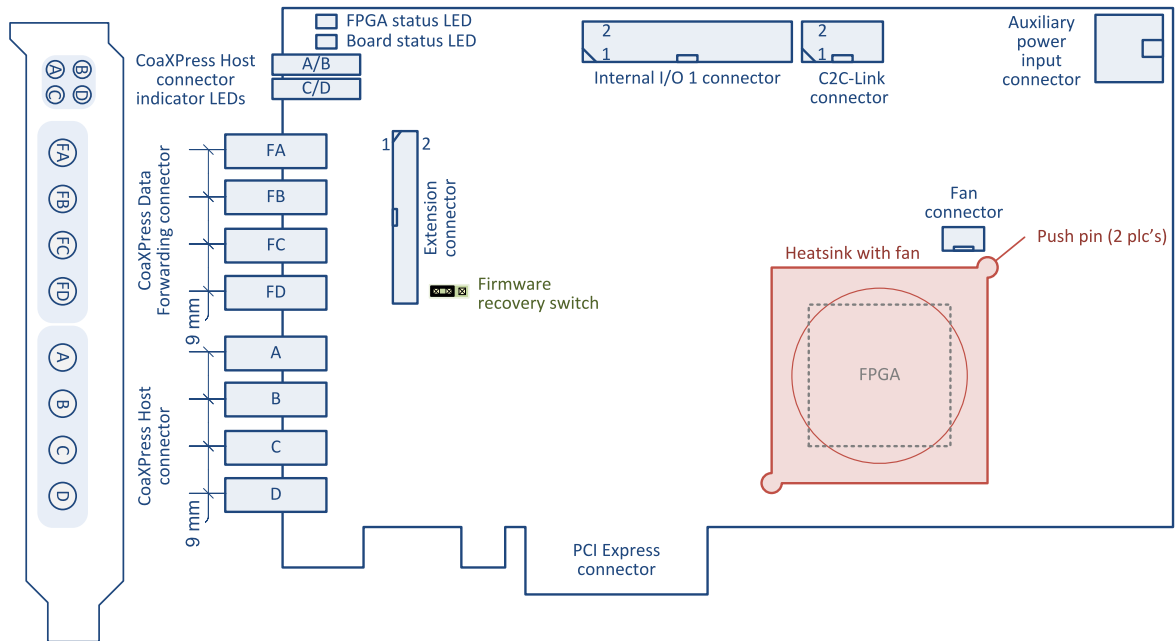 FPGA status LED
Board status LED
CoaXPress Host
connector
indicator LEDs
A/B
C/D
2
1
Internal I/O 1 connector
2
1
C2C-Link
connector
Auxiliary
power
input
connector
B
A
D
C
FA
FB
FC
FD
A
B
C
D
CoaXPress Data
Forwarding connector
9 mm
FA
FB
FC
FD
1
2
Extension
connector
Firmware
recovery switch
CoaXPress Host
connector
9 mm
A
B
C
D
Fan
connector
Push pin (2 plc's)
Heatsink with fan
FPGA
PCI Express
connector